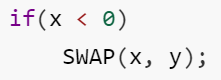 if(x < 0)
    SWAP(x, y);